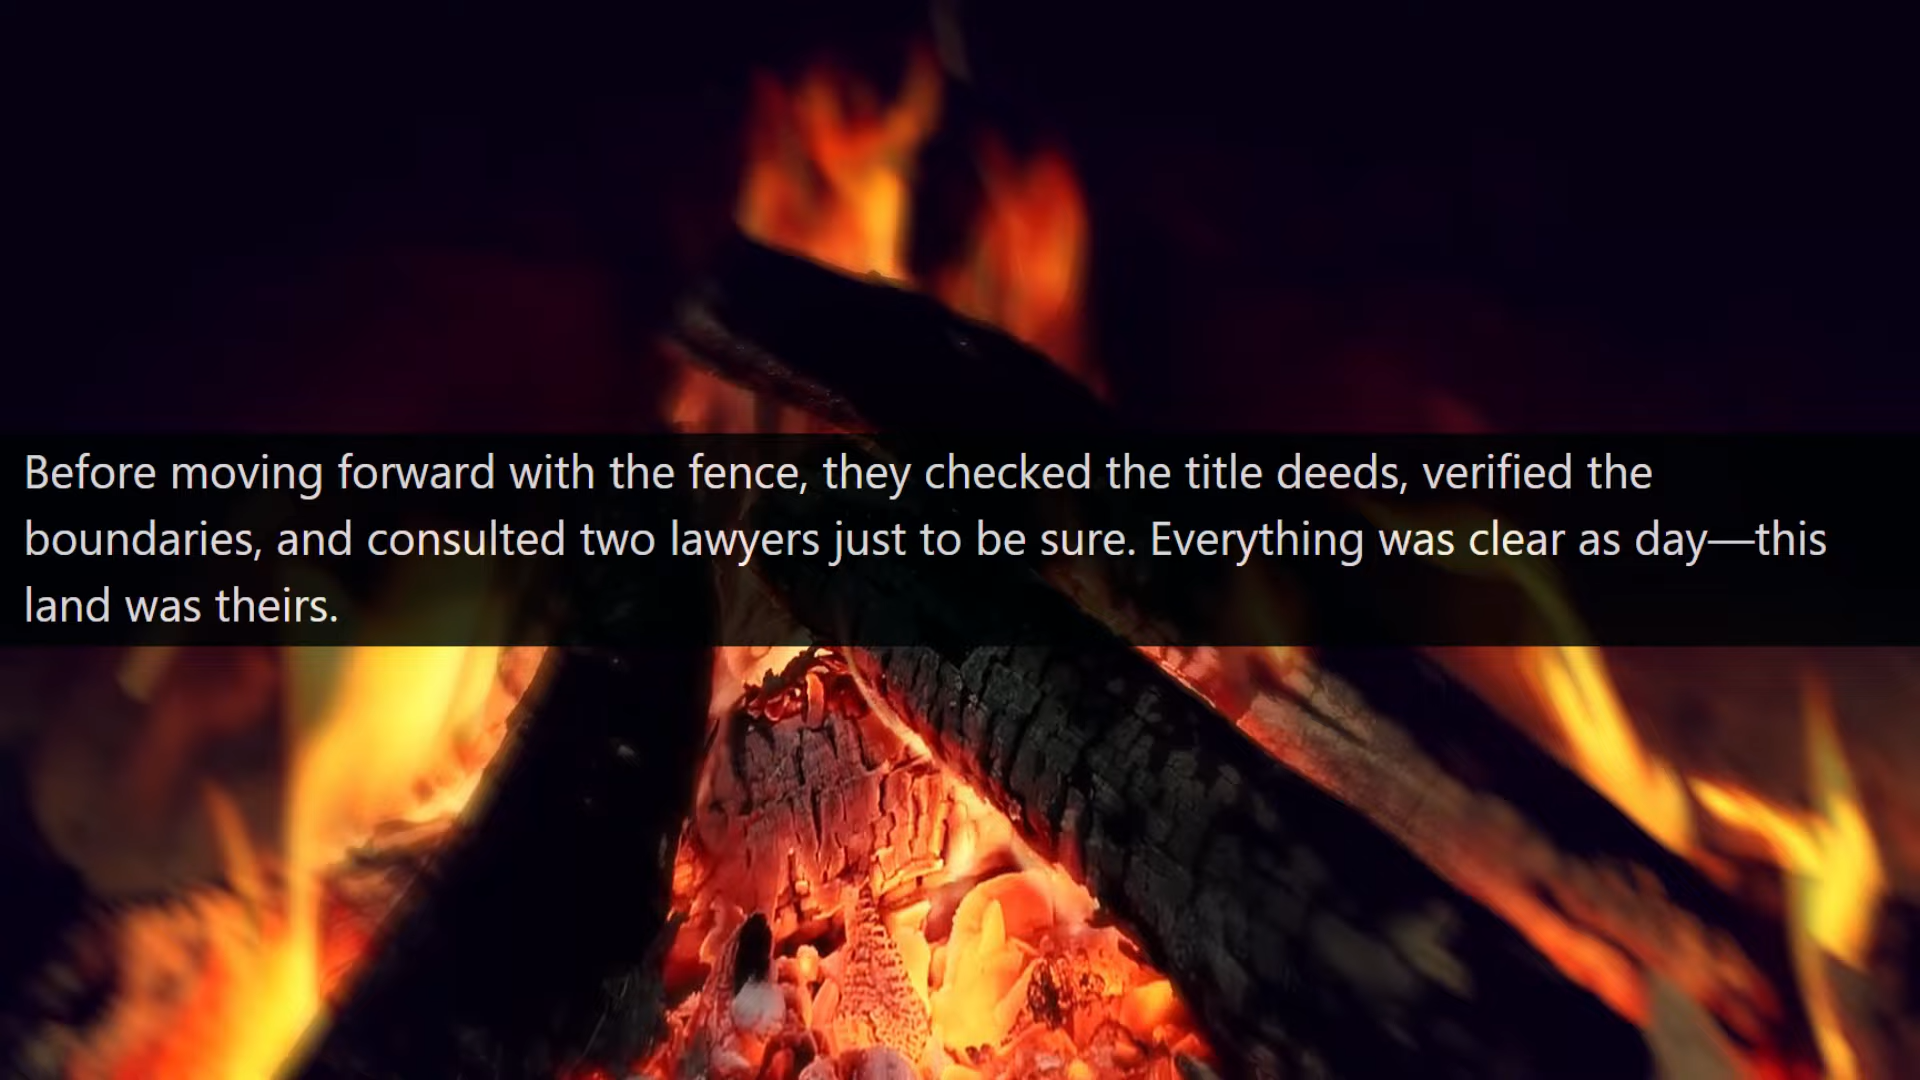 Before moving forward with the fence, they checked the title deeds, verified the
boundaries, and consulted two lawyers just to be sure. Everything was clear as day—this
land was theirs.